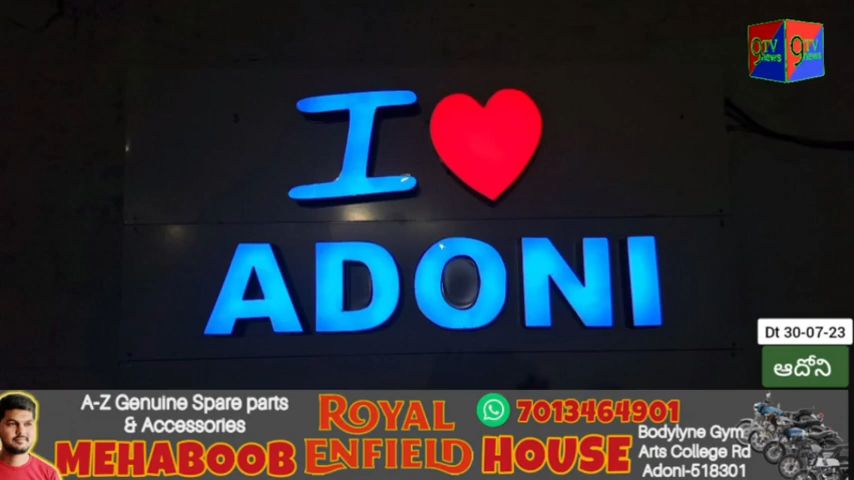 9TV
news
9TV
news
I ❤
ADONI
Dt 30-07-23
ఆదోని
A-Z Genuine Spare parts
& Accessories
MEHABOOB
ROYAL
ENFIELD
HOUSE
7013464901
Bodylyne Gym
Arts College Rd
Adoni-518301